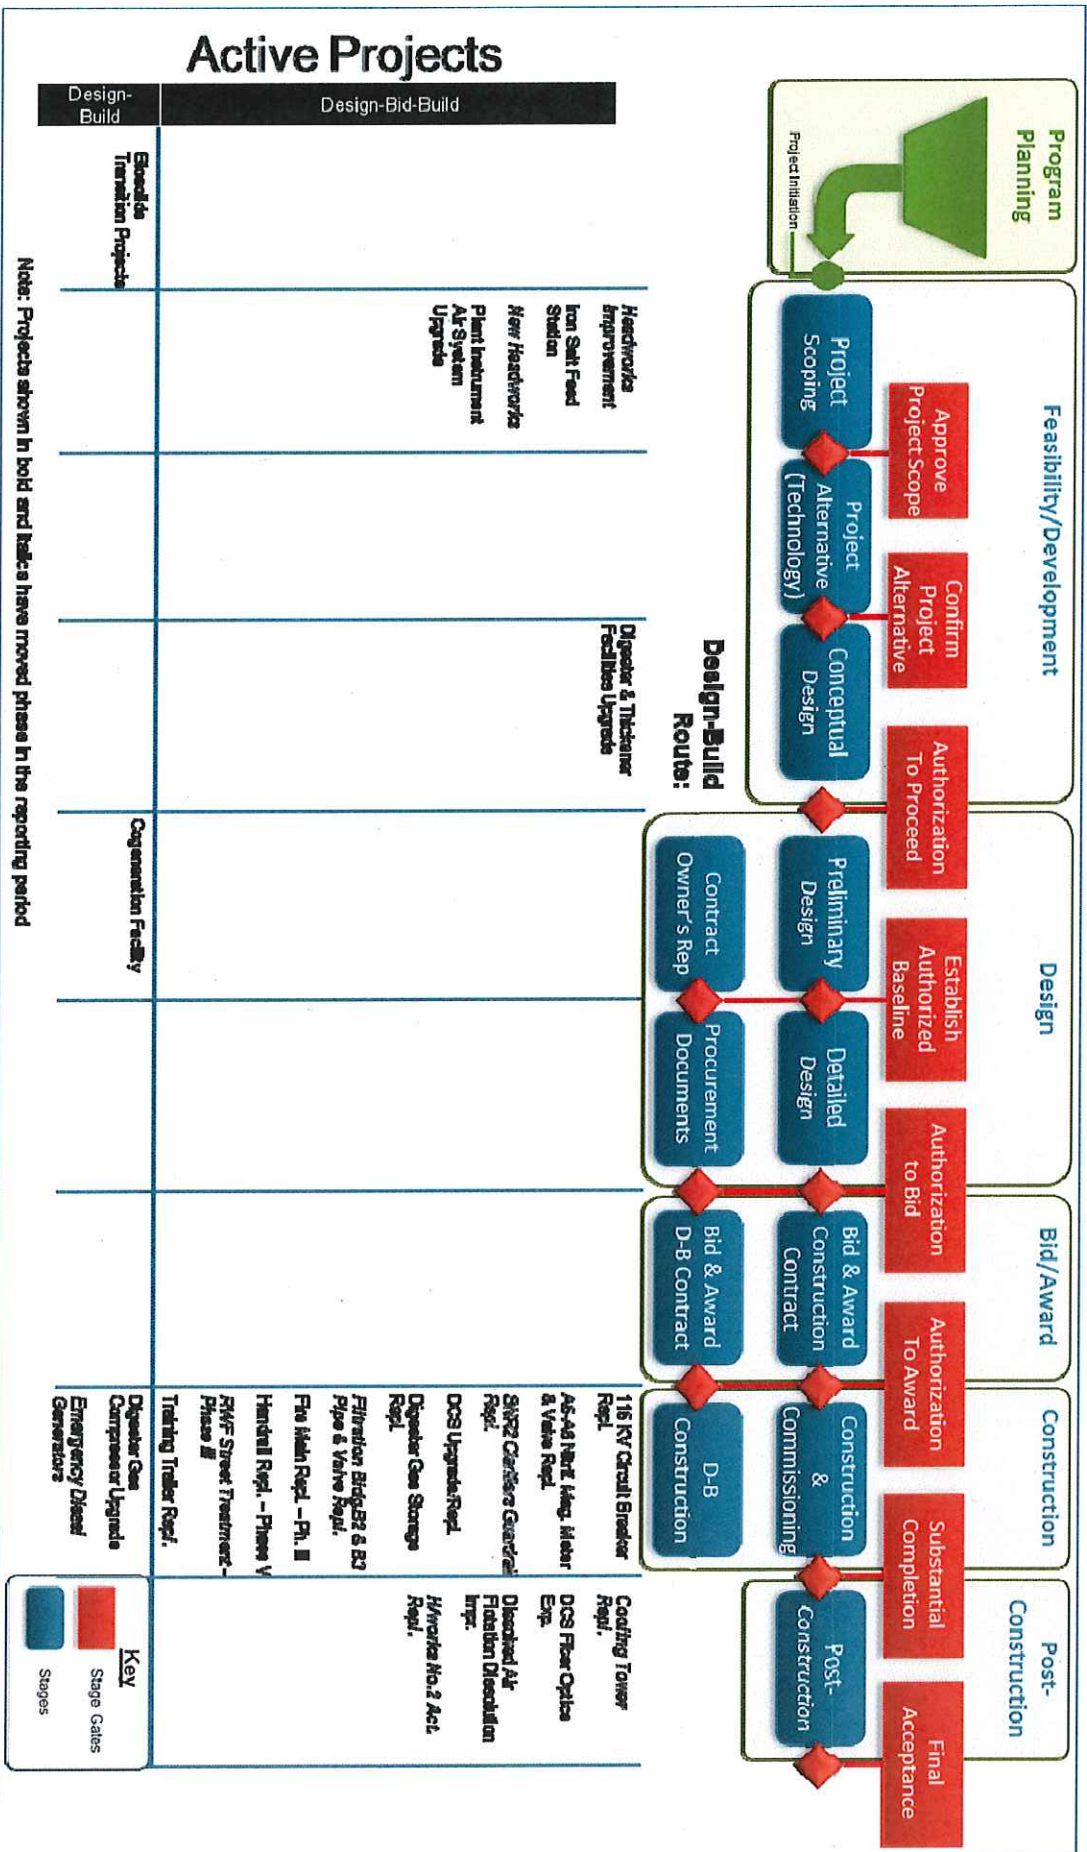 Program
Planning
Project Initiation
Feasibility/Development
Design
Bid/Award
Construction
Post-
Construction
Approve
Project Scope
Confirm
Project
Alternative
Authorization
To Proceed
Establish
Authorized
Baseline
Authorization
to Bid
Authorization
To Award
Substantial
Completion
Final
Acceptance
Project
Scoping
Project
Alternative
(Technology)
Conceptual
Design
Preliminary
Design
Detailed
Design
Bid & Award
Construction
Contract
Construction
&
Commissioning
Post-
Construction
Design-Build
Route:
Contract
Owner's Rep
Procurement
Documents
Bid & Award
D-B Contract
D-B
Construction
Active Projects
Design-Bid-Build
Headworks
Improvement
Iron Salt Feed
Station
New Headworks
Plant Instrument
Air System
Upgrade
Digester & Thickener
Facilities Upgrade
115 KV Circuit Breaker
Repl.
A5-A6 Nitrif. Mag. Meter
& Valve Repl.
Clarifiers Guardrail
Repl.
DCS Upgrade/Repl.
Digester Gas Storage
Repl.
Filtration Bldg.B2 & B3
Pipe & Valve Repl.
Fire Main Repl. – Ph. III
Handrail Repl. – Phase V
RWF Street Treatment –
Phase III
Training Trailer Repl.
Cooling Tower
Repl.
DCS Fiber Optics
Exp.
Dissolved Air
Flotation Dissolution
Impr.
H/works No.2 Act.
Repl.
Design-
Build
Biosolids
Transition Projects
Cogeneration Facility
Digester Gas
Compressor Upgrade
Emergency Diesel
Generators
Key
Stage Gates
Stages
Note: Projects shown in bold and italics have moved phase in the reporting period